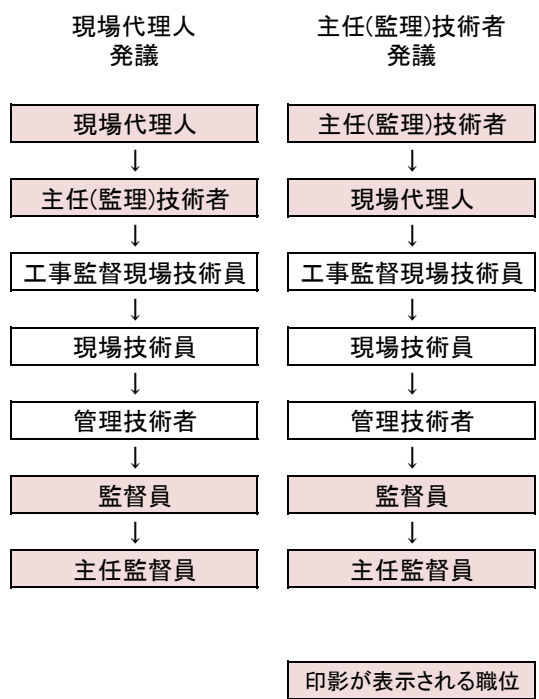 現場代理人
発議
現場代理人
↓
主任(監理)技術者
↓
工事監督現場技術員
↓
現場技術員
↓
管理技術者
↓
監督員
↓
主任監督員
主任(監理)技術者
発議
主任(監理)技術者
↓
現場代理人
↓
工事監督現場技術員
↓
現場技術員
↓
管理技術者
↓
監督員
↓
主任監督員
印影が表示される職位